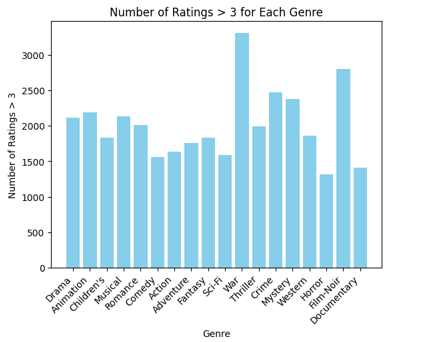 Number of Ratings > 3 for Each Genre
Number of Ratings > 3
3000
2500
2000
1500
1000
500
0
Drama
Animation
Children's
Musical
Romance
Comedy
Action
Adventure
Fantasy
Sci-Fi
War
Thriller
Crime
Mystery
Western
Horror
Film-Noir
Documentary
Genre